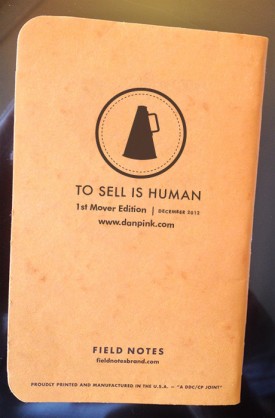 TO SELL IS HUMAN
1st Mover Edition | DECEMBER 2012
www.danpink.com
FIELD NOTES
fieldnotesbrand.com
PROUDLY PRINTED AND MANUFACTURED IN THE U.S.A. – "A DDC/CP JOINT"